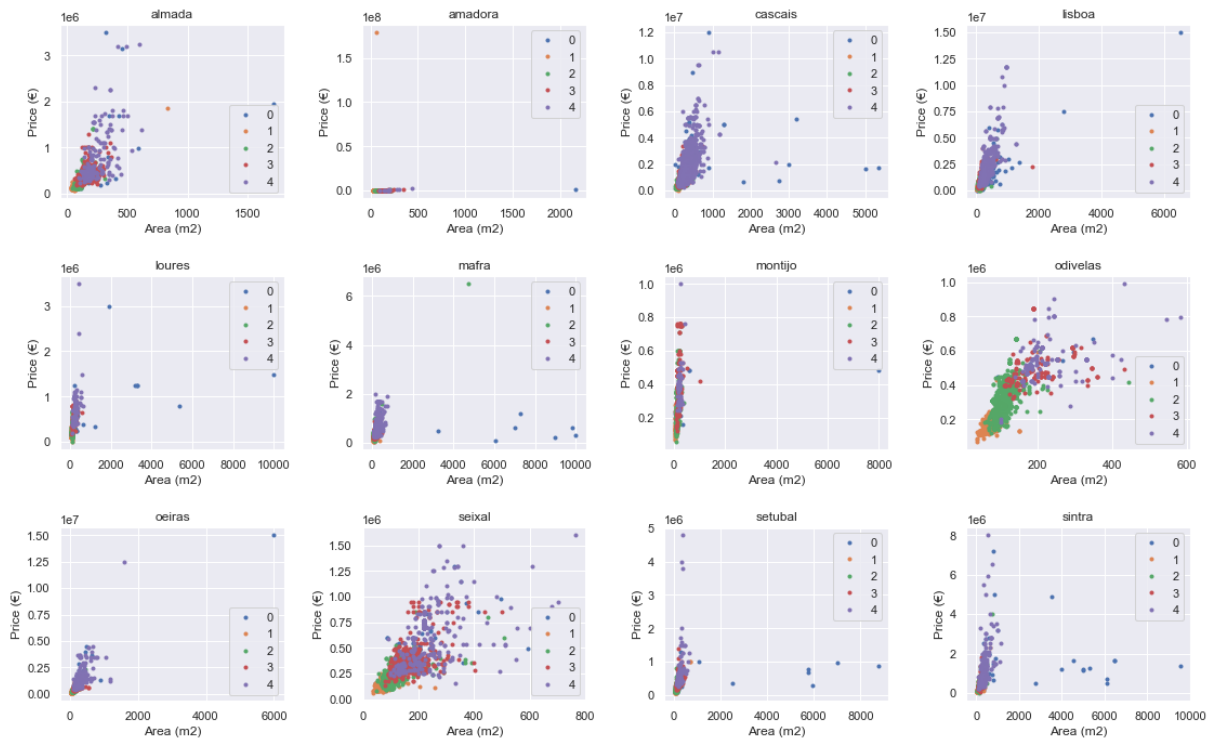 almada
1e6
Price (€)
3
2
1
0
0 500 1000 1500
Area (m2)
0
1
2
3
4
amadora
1e8
Price (€)
1.5
1.0
0.5
0.0
0 500 1000 1500 2000
Area (m2)
0
1
2
3
4
cascais
1e7
Price (€)
1.2
1.0
0.8
0.6
0.4
0.2
0.0
0 1000 2000 3000 4000 5000
Area (m2)
0
1
2
3
4
lisboa
1e7
Price (€)
1.50
1.25
1.00
0.75
0.50
0.25
0.00
0 2000 4000 6000
Area (m2)
0
1
2
3
4
loures
1e6
Price (€)
3
2
1
0
0 2000 4000 6000 8000 10000
Area (m2)
0
1
2
3
4
mafra
1e6
Price (€)
6
4
2
0
0 2000 4000 6000 8000 10000
Area (m2)
0
1
2
3
4
montijo
1e6
Price (€)
1.0
0.8
0.6
0.4
0.2
0 2000 4000 6000 8000
Area (m2)
0
1
2
3
4
odivelas
1e6
Price (€)
1.0
0.8
0.6
0.4
0.2
0.0
200 400 600
Area (m2)
0
1
2
3
4
oeiras
1e7
Price (€)
1.50
1.25
1.00
0.75
0.50
0.25
0.00
0 2000 4000 6000
Area (m2)
0
1
2
3
4
seixal
1e6
Price (€)
1.50
1.25
1.00
0.75
0.50
0.25
0.00
0 200 400 600 800
Area (m2)
0
1
2
3
4
setubal
1e6
Price (€)
5
4
3
2
1
0
0 2000 4000 6000 8000
Area (m2)
0
1
2
3
4
sintra
1e6
Price (€)
8
6
4
2
0
0 2000 4000 6000 8000 10000
Area (m2)
0
1
2
3
4